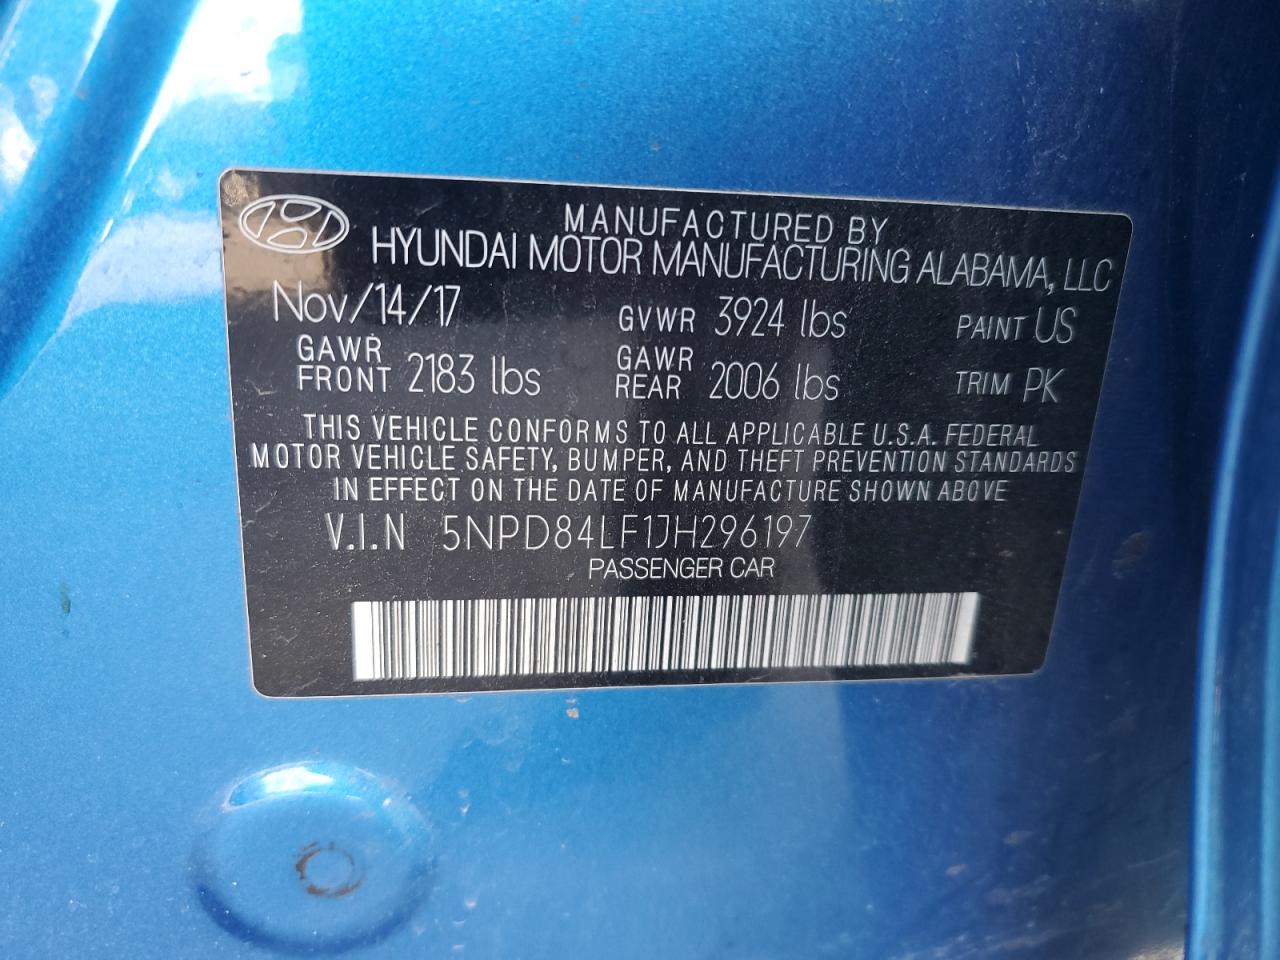 MANUFACTURED BY
HYUNDAI MOTOR MANUFACTURING ALABAMA, LLC
Nov/14/17 GVWR 3924 lbs PAINT US
GAWR FRONT 2183 lbs GAWR REAR 2006 lbs TRIM PK
THIS VEHICLE CONFORMS TO ALL APPLICABLE U.S.A. FEDERAL
MOTOR VEHICLE SAFETY, BUMPER, AND THEFT PREVENTION STANDARDS
IN EFFECT ON THE DATE OF MANUFACTURE SHOWN ABOVE
V.I.N 5NPD84LF1JH296197
PASSENGER CAR